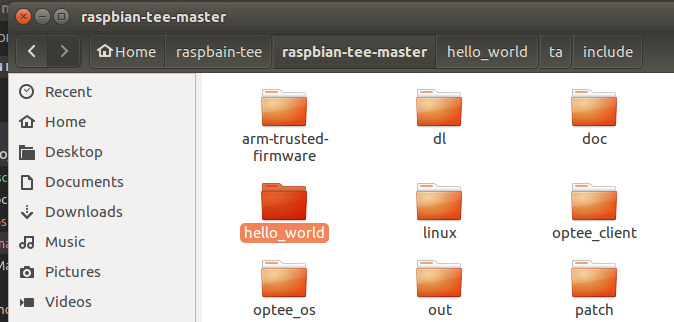 raspbian-tee-master
Home raspbain-tee raspbian-tee-master hello_world ta include
Recent
Home
Desktop
Documents
Downloads
Music
Pictures
Videos
arm-trusted-
firmware
dl
doc
hello_world
linux
optee_client
optee_os
out
patch